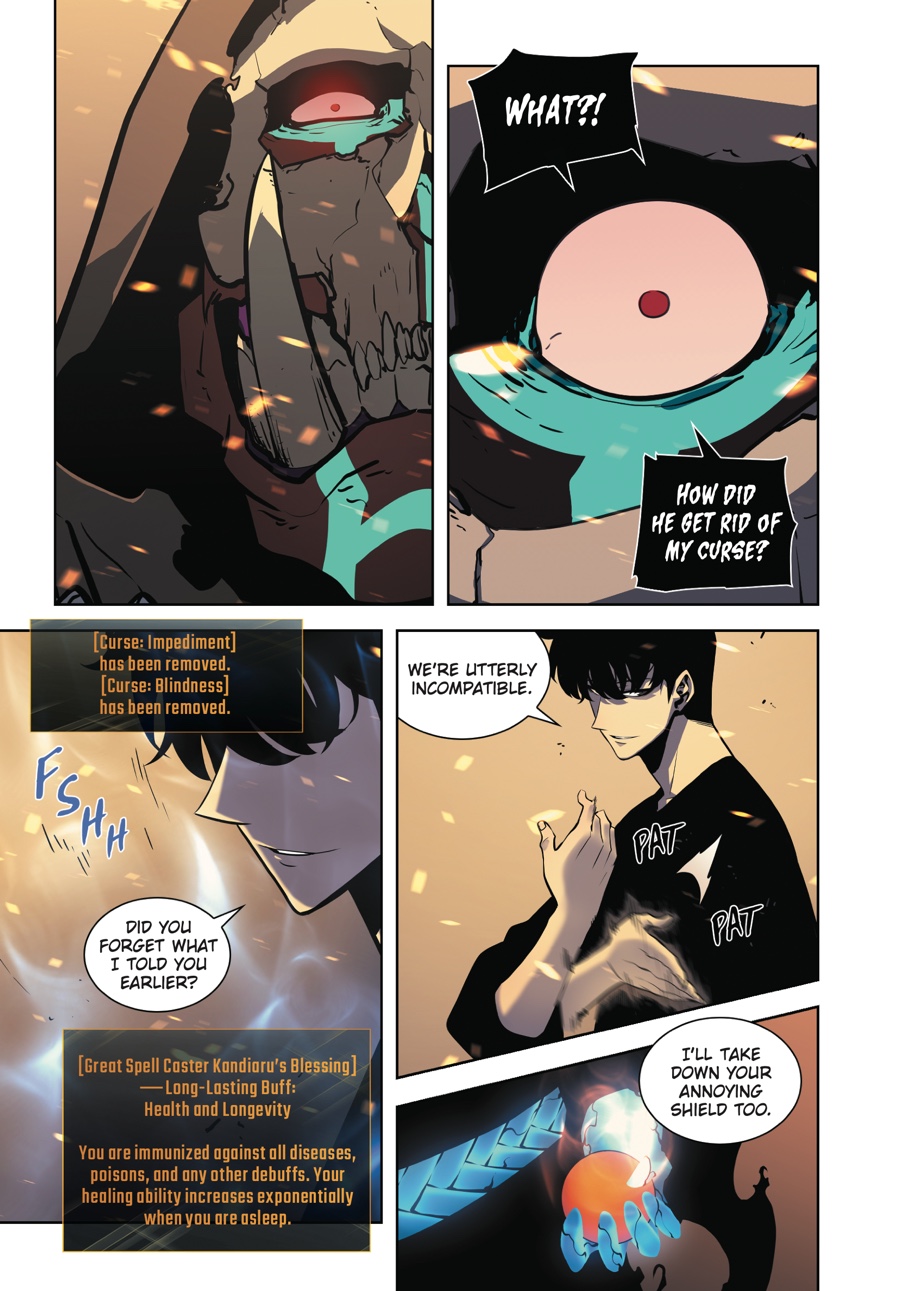 WHAT?!
HOW DID
HE GET RID OF
MY CURSE?
[Curse: Impediment]
has been removed.
[Curse: Blindness]
has been removed.
FSHH
DID YOU
FORGET WHAT
I TOLD YOU
EARLIER?
[Great Spell Caster Kandiaru's Blessing]
—Long-Lasting Buff:
Health and Longevity
You are immunized against all diseases,
poisons, and any other debuffs. Your
healing ability increases exponentially
when you are asleep.
WE'RE UTTERLY
INCOMPATIBLE.
PAT
PAT
I'LL TAKE
DOWN YOUR
ANNOYING
SHIELD TOO.